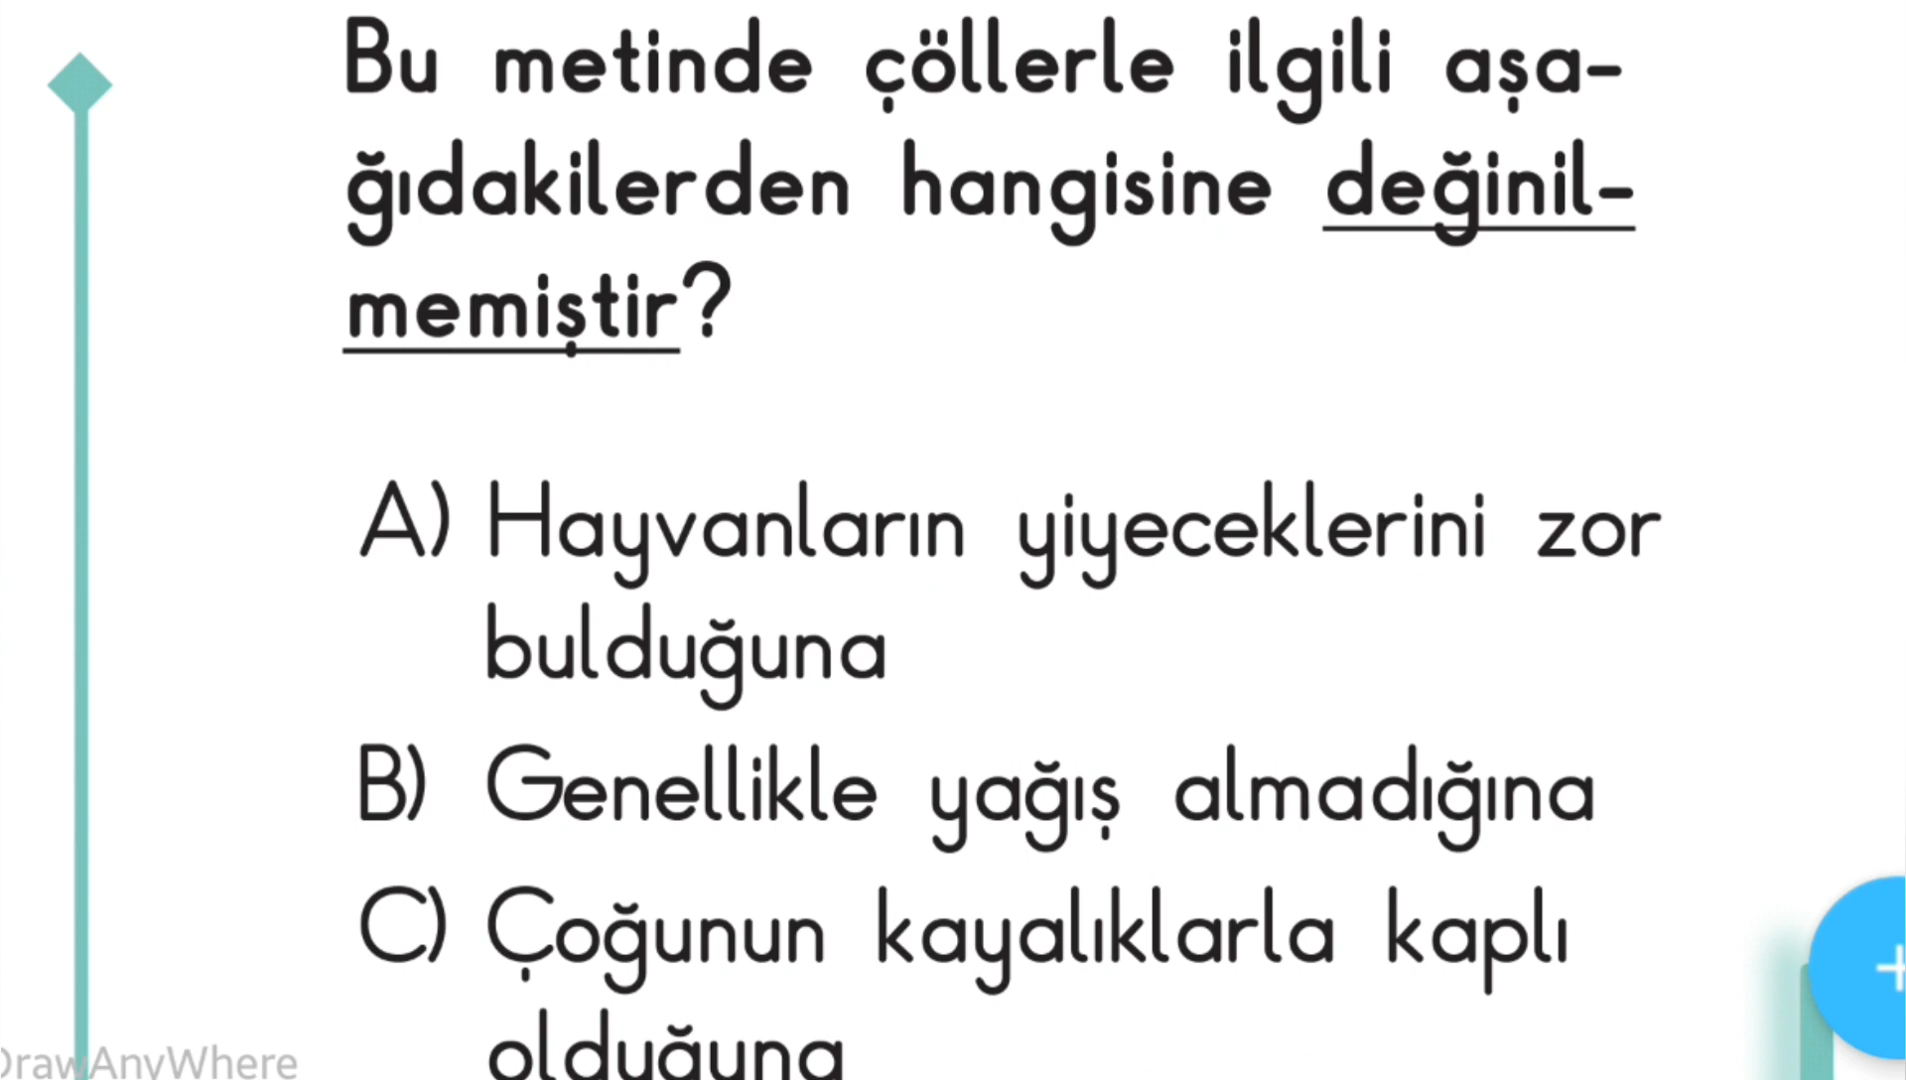 Bu metinde çöllerle ilgili aşa-
ğıdakilerden hangisine değinil-
memiştir?
A) Hayvanların yiyeceklerini zor
bulduğuna
B) Genellikle yağış almadığına
C) Çoğunun kayalıklarla kaplı
olduğuna
DrawAnyWhere